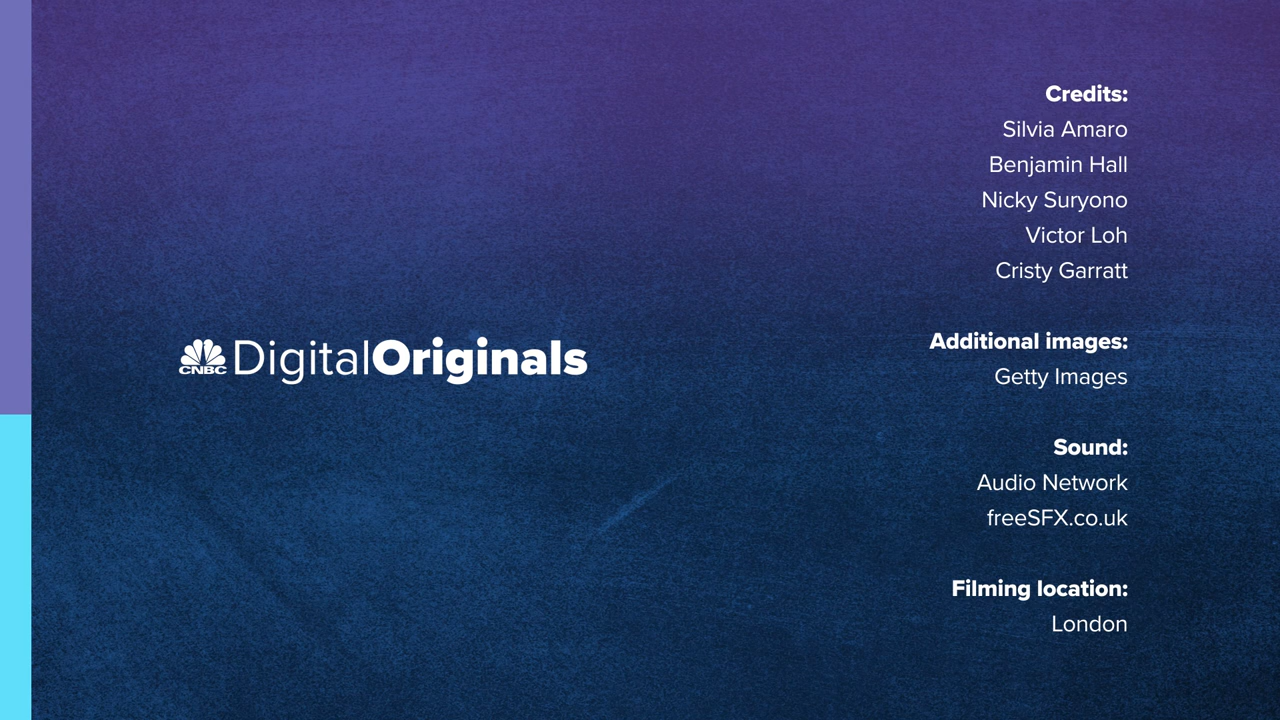 CNBC DigitalOriginals
Credits:
Silvia Amaro
Benjamin Hall
Nicky Suryono
Victor Loh
Cristy Garratt
Additional images:
Getty Images
Sound:
Audio Network
freeSFX.co.uk
Filming location:
London